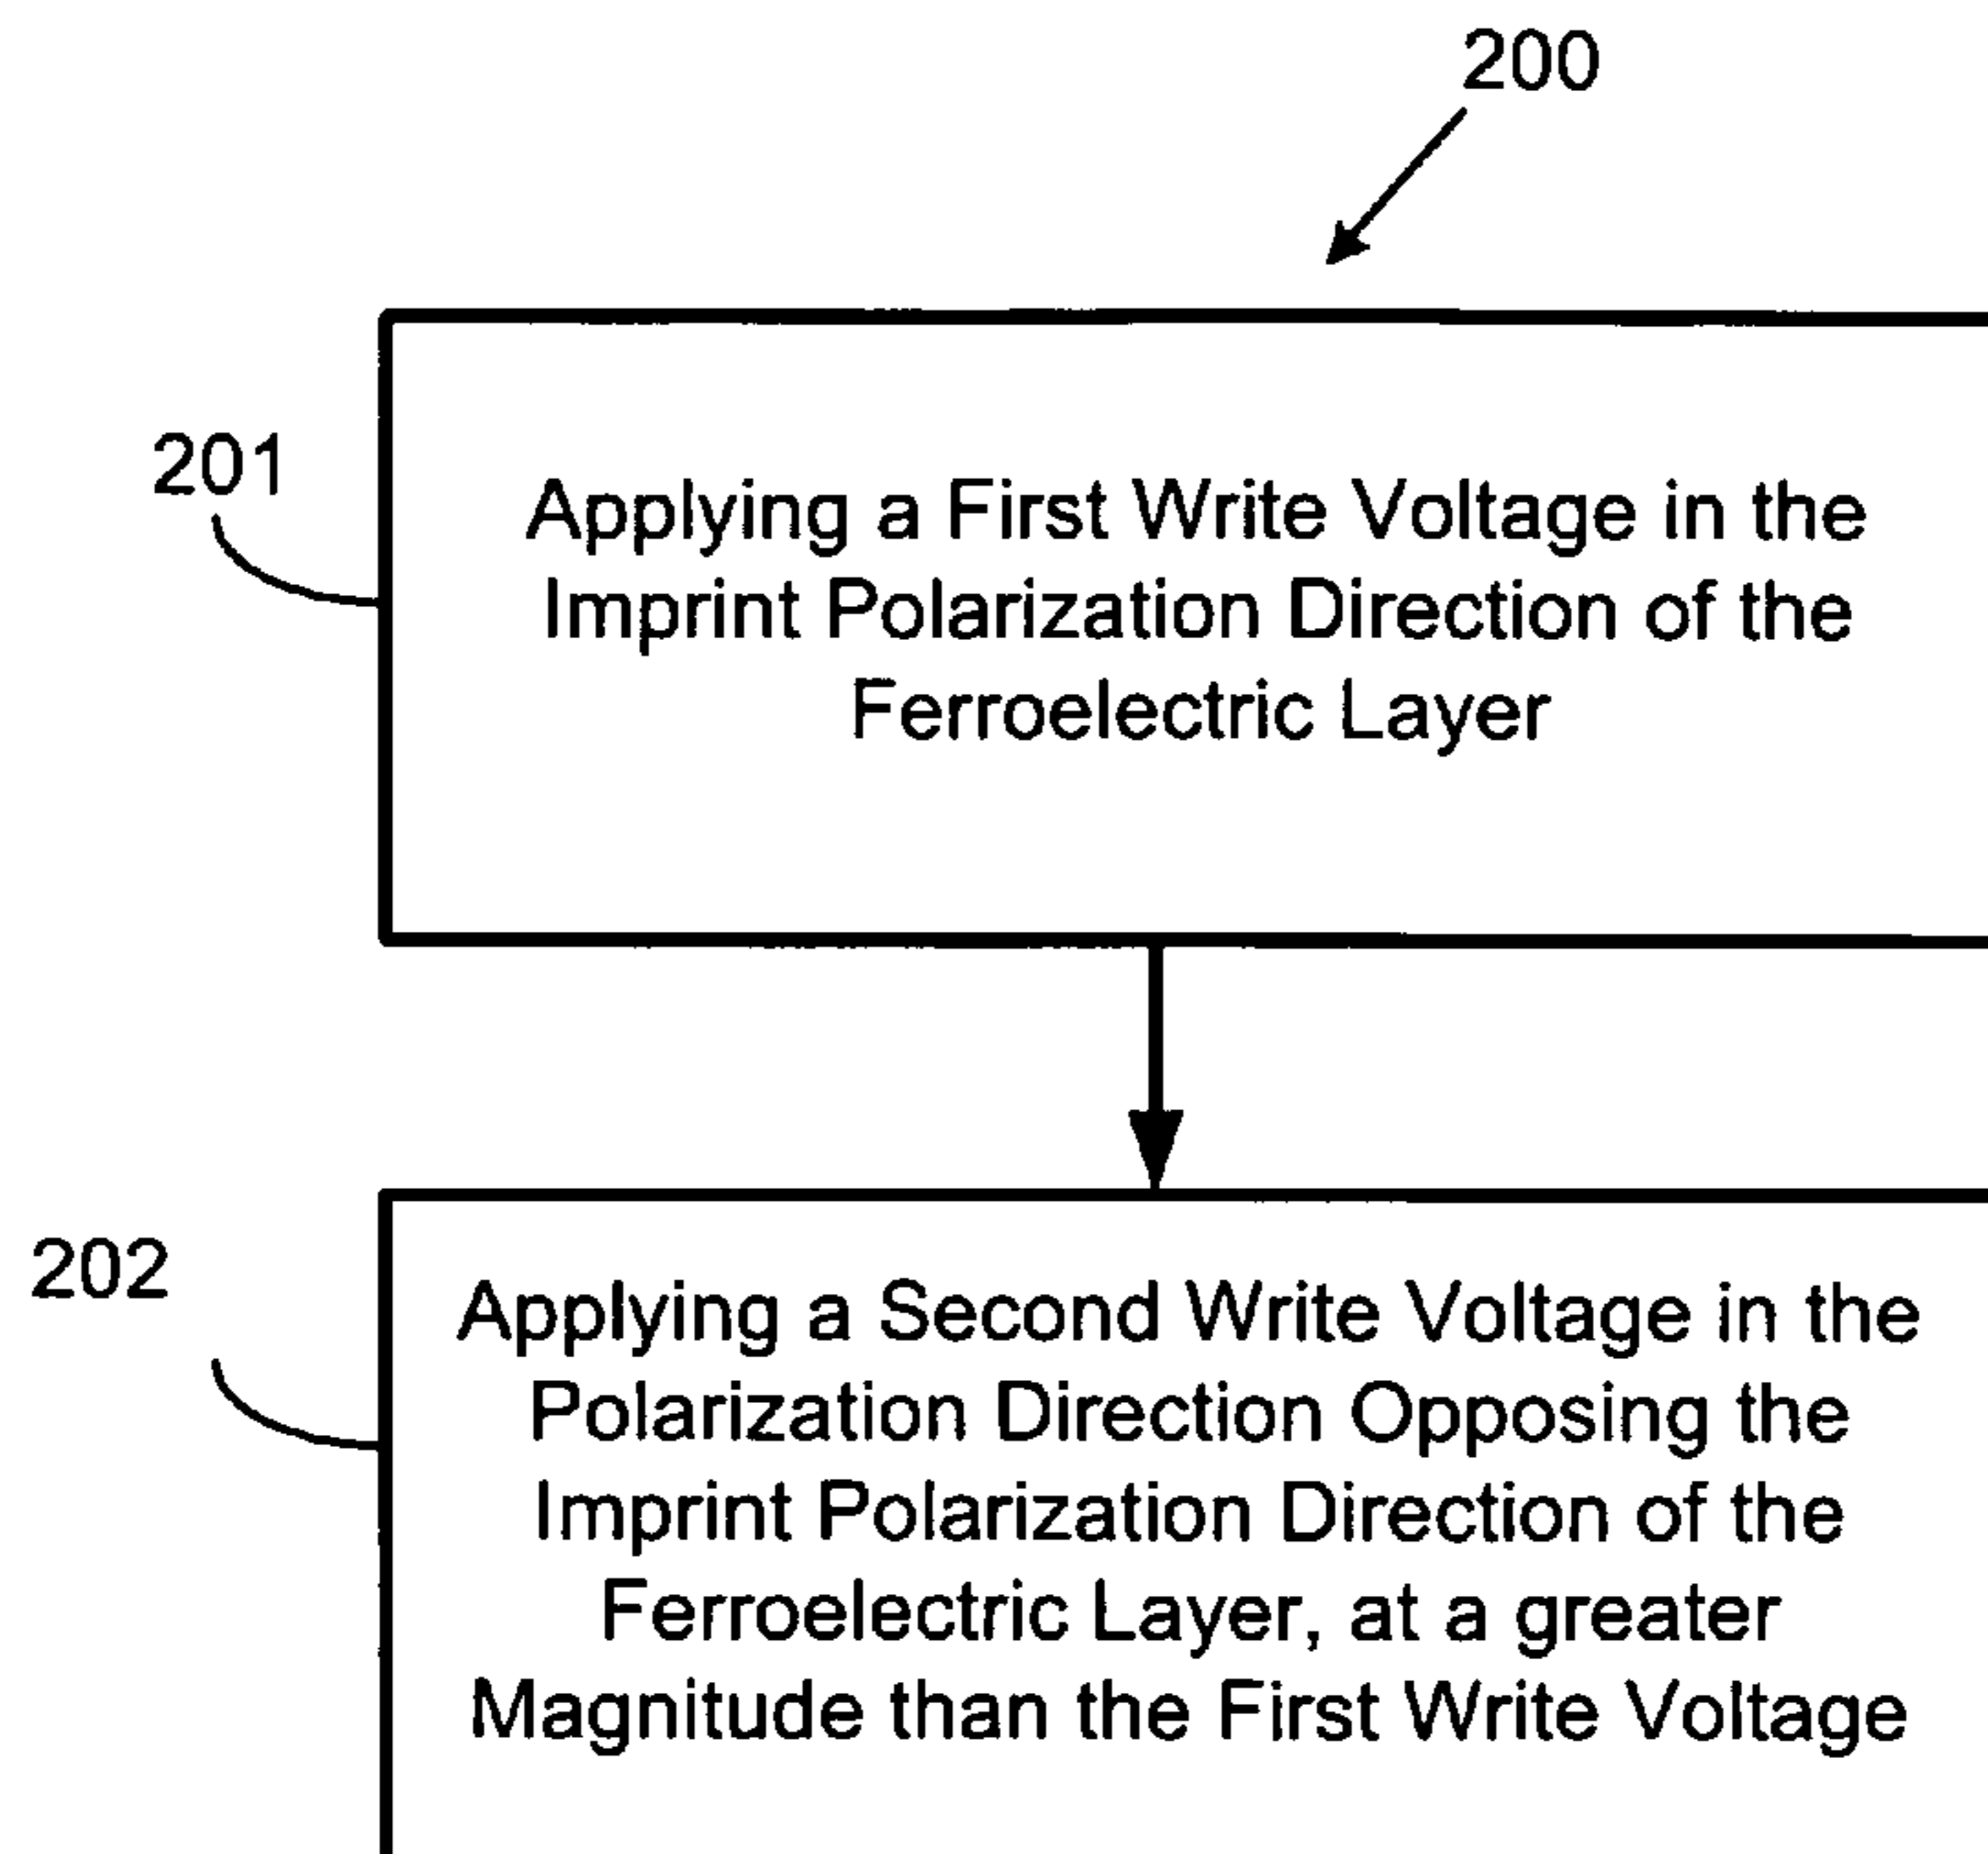 200
201
Applying a First Write Voltage in the
Imprint Polarization Direction of the
Ferroelectric Layer
202
Applying a Second Write Voltage in the
Polarization Direction Opposing the
Imprint Polarization Direction of the
Ferroelectric Layer, at a greater
Magnitude than the First Write Voltage